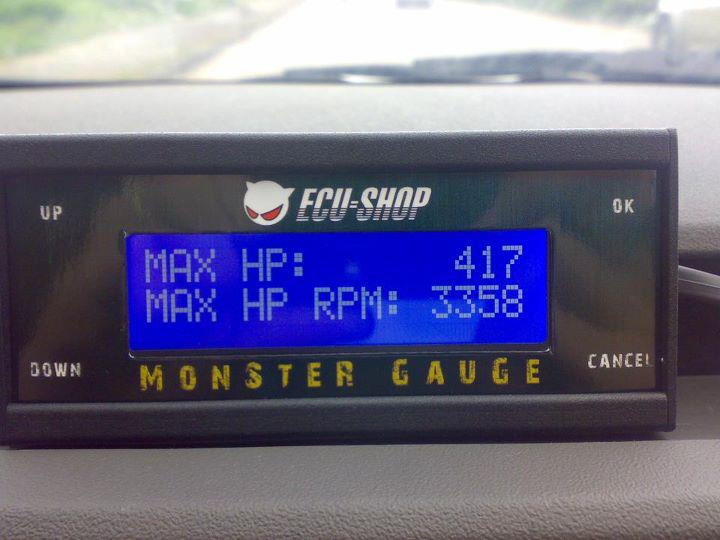 UP
ECU-SHOP
OK
MAX HP: 417
MAX HP RPM: 3358
DOWN
MONSTER GAUGE
CANCEL